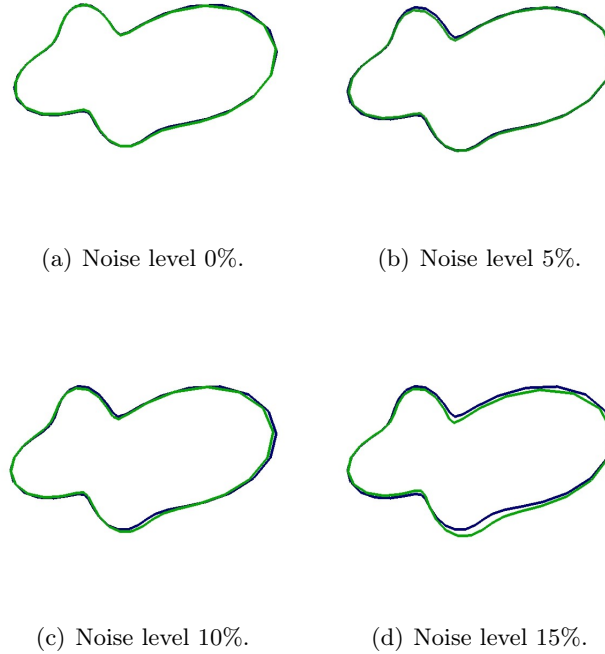 (a) Noise level 0%.
(b) Noise level 5%.
(c) Noise level 10%.
(d) Noise level 15%.